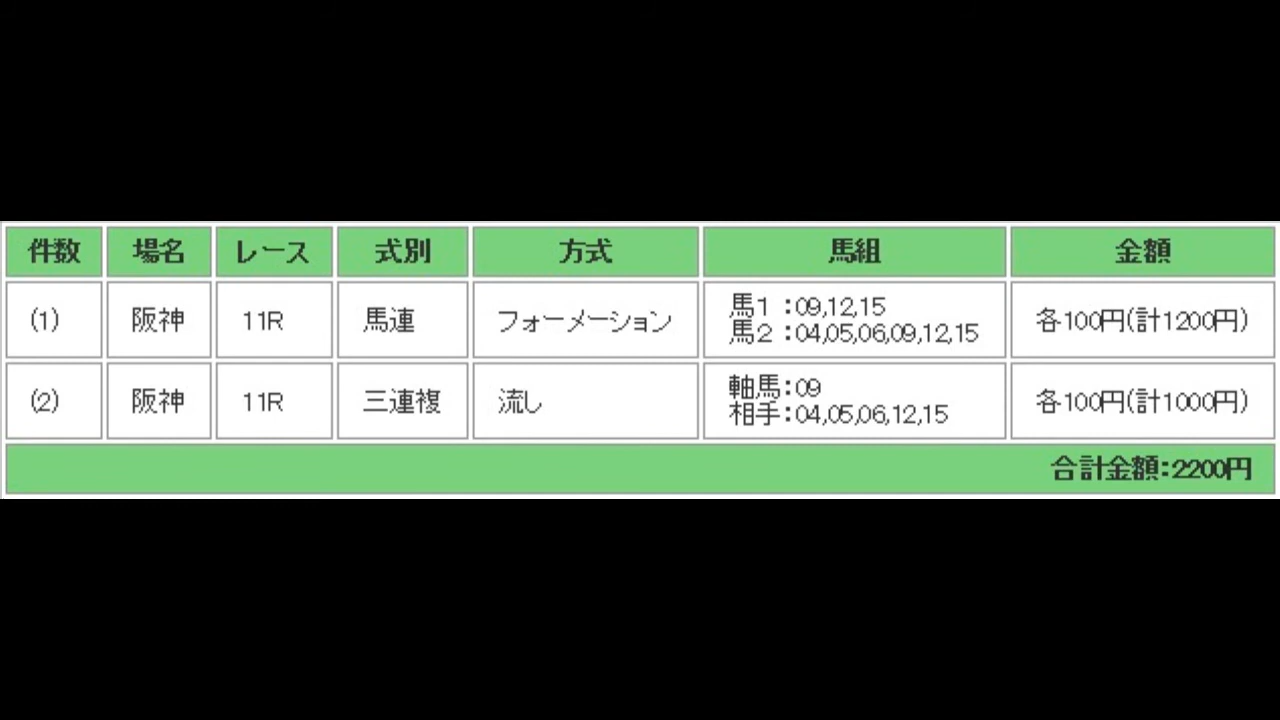 件数 場名 レース 式別 方式 馬組 金額
(1) 阪神 11R 馬連 フォーメーション 馬1:09,12,15 各100円(計1200円)
馬2:04,05,06,09,12,15
(2) 阪神 11R 三連複 流し 軸馬:09 各100円(計1000円)
相手:04,05,06,12,15
合計金額:2200円